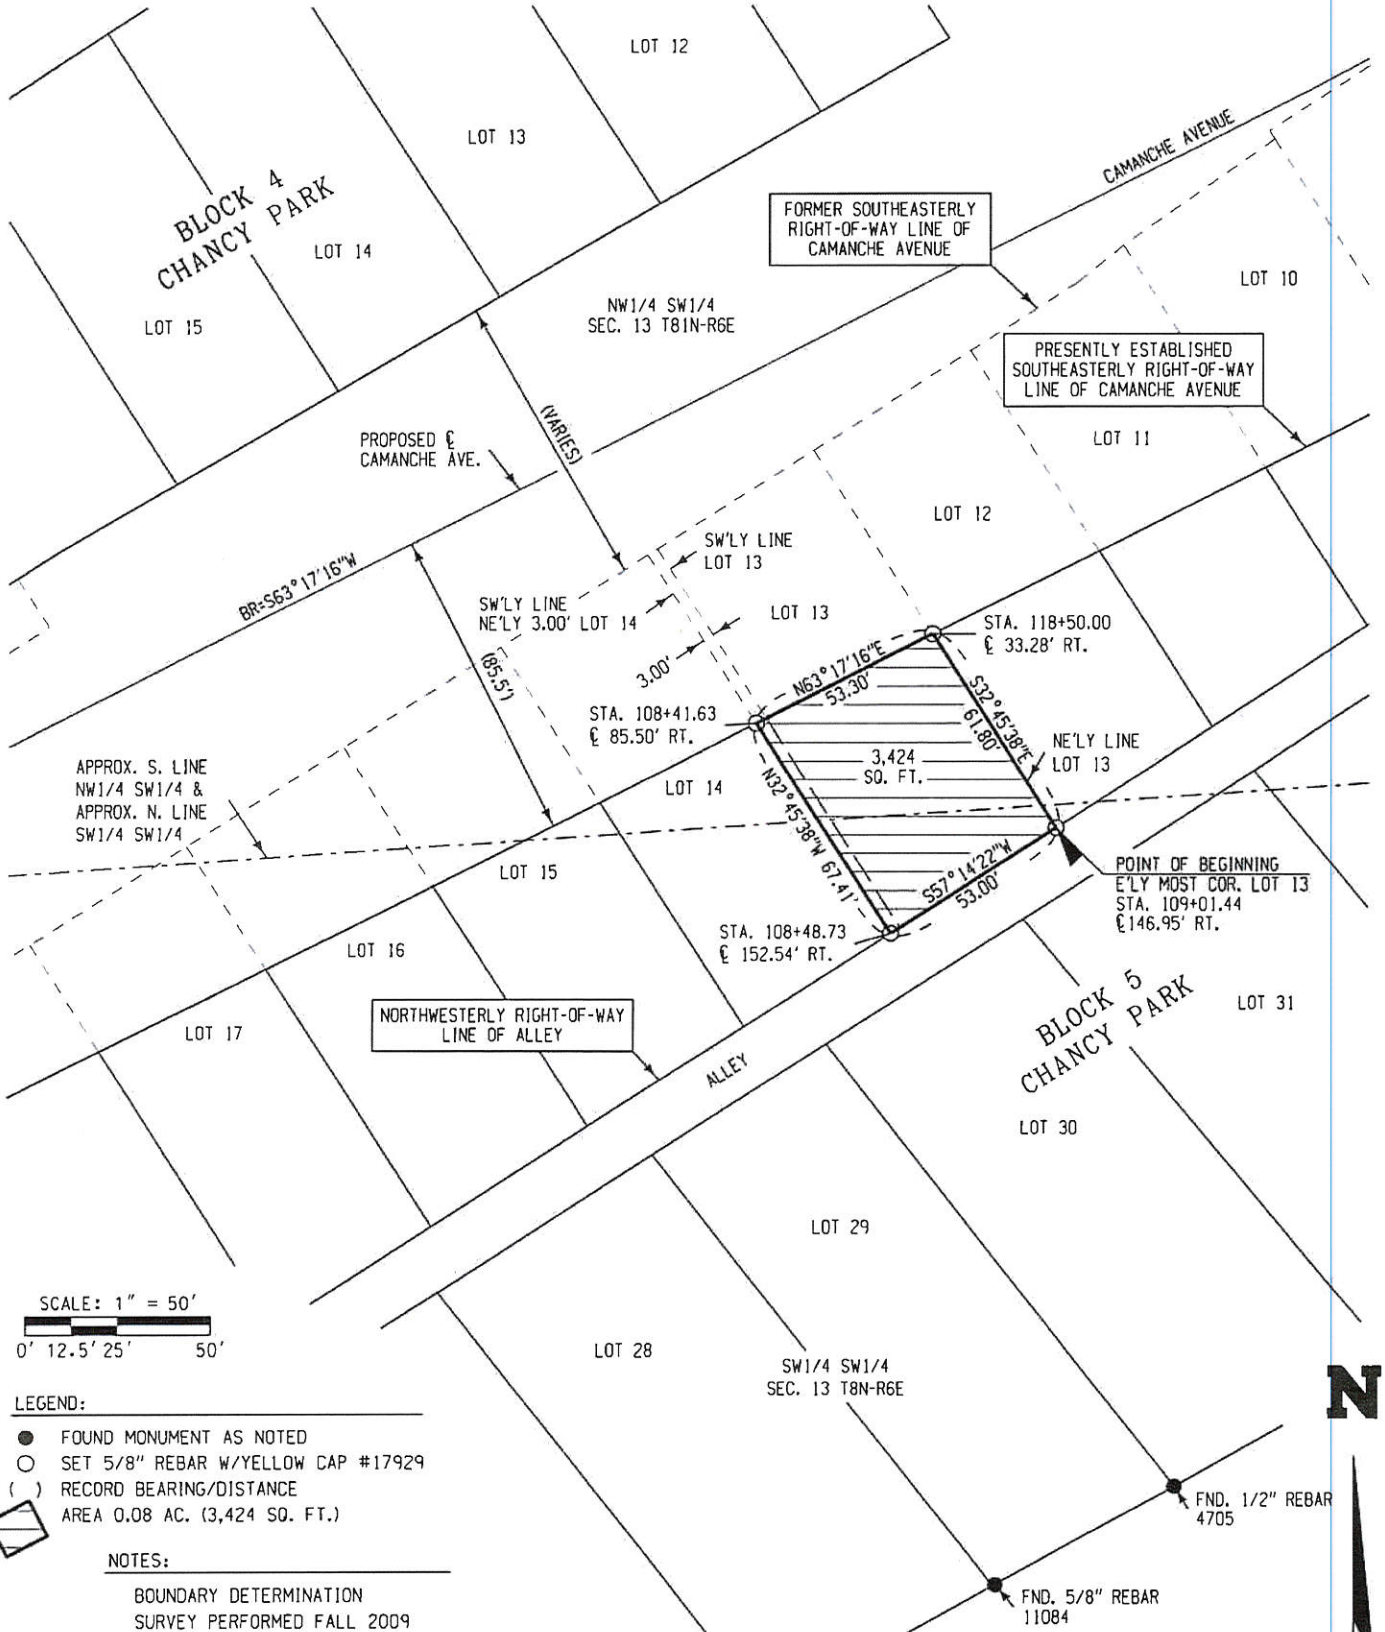 LOT 12
LOT 13
CAMANCHE AVENUE
BLOCK 4
CHANCY PARK
LOT 14
LOT 15
FORMER SOUTHEASTERLY
RIGHT-OF-WAY LINE OF
CAMANCHE AVENUE
LOT 10
NW1/4 SW1/4
SEC. 13 T81N-R6E
PRESENTLY ESTABLISHED
SOUTHEASTERLY RIGHT-OF-WAY
LINE OF CAMANCHE AVENUE
(VARIES)
PROPOSED ℄
CAMANCHE AVE.
LOT 11
LOT 12
SW'LY LINE
LOT 13
BR=S63°17'16"W
SW'LY LINE
NE'LY 3.00' LOT 14
LOT 13
STA. 118+50.00
℄ 33.28' RT.
(85.5')
3.00'
N63°17'16"E
53.30'
S32°45'38"E
61.80'
STA. 108+41.63
℄ 85.50' RT.
NE'LY LINE
LOT 13
3,424
SQ. FT.
APPROX. S. LINE
NW1/4 SW1/4 &
APPROX. N. LINE
SW1/4 SW1/4
LOT 14
N32°45'38"W 67.41'
LOT 15
S57°14'22"W
53.00'
POINT OF BEGINNING
E'LY MOST COR. LOT 13
STA. 109+01.44
℄146.95' RT.
STA. 108+48.73
℄ 152.54' RT.
LOT 16
LOT 17
NORTHWESTERLY RIGHT-OF-WAY
LINE OF ALLEY
BLOCK 5
CHANCY PARK
LOT 31
ALLEY
LOT 30
LOT 29
LOT 28
SW1/4 SW1/4
SEC. 13 T8N-R6E
SCALE: 1" = 50'
0' 12.5' 25' 50'
N
LEGEND:
FOUND MONUMENT AS NOTED
SET 5/8" REBAR W/YELLOW CAP #17929
( ) RECORD BEARING/DISTANCE
AREA 0.08 AC. (3,424 SQ. FT.)
FND. 1/2" REBAR
4705
NOTES:
BOUNDARY DETERMINATION
SURVEY PERFORMED FALL 2009
FND. 5/8" REBAR
11084